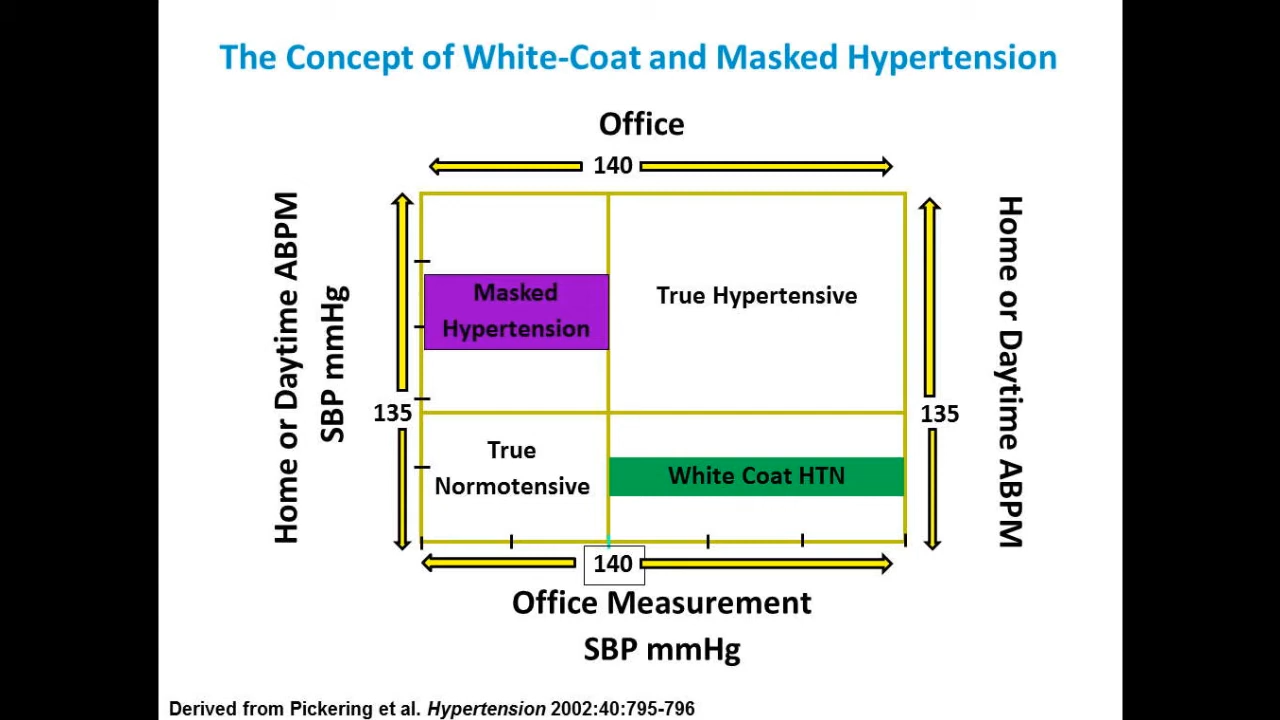 The Concept of White-Coat and Masked Hypertension
Office
140
Home or Daytime ABPM
SBP mmHg
Masked
Hypertension
True Hypertensive
Home or Daytime ABPM
135
135
True
Normotensive
White Coat HTN
140
Office Measurement
SBP mmHg
Derived from Pickering et al. Hypertension 2002:40:795-796